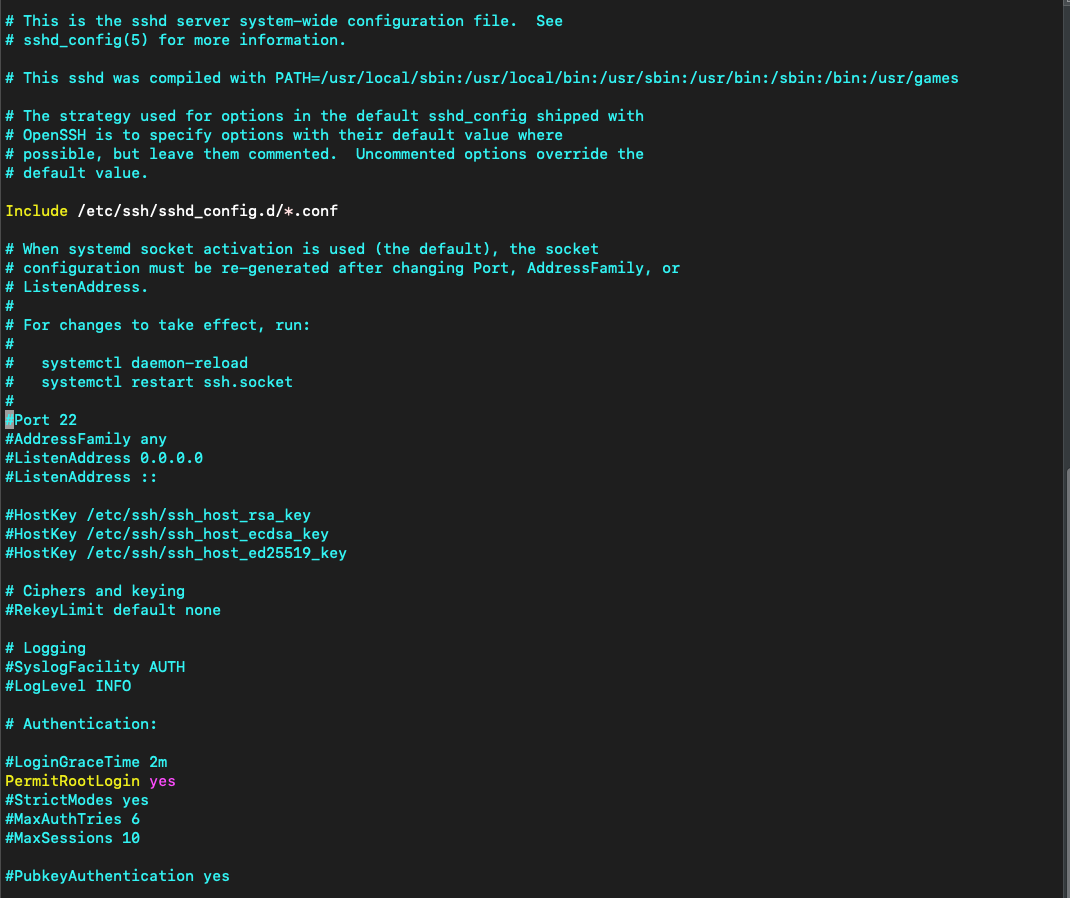 # This is the sshd server system-wide configuration file.  See
# sshd_config(5) for more information.

# This sshd was compiled with PATH=/usr/local/sbin:/usr/local/bin:/usr/sbin:/usr/bin:/sbin:/bin:/usr/games

# The strategy used for options in the default sshd_config shipped with
# OpenSSH is to specify options with their default value where
# possible, but leave them commented.  Uncommented options override the
# default value.

Include /etc/ssh/sshd_config.d/*.conf

# When systemd socket activation is used (the default), the socket
# configuration must be re-generated after changing Port, AddressFamily, or
# ListenAddress.
#
# For changes to take effect, run:
#
#   systemctl daemon-reload
#   systemctl restart ssh.socket
#
#Port 22
#AddressFamily any
#ListenAddress 0.0.0.0
#ListenAddress ::

#HostKey /etc/ssh/ssh_host_rsa_key
#HostKey /etc/ssh/ssh_host_ecdsa_key
#HostKey /etc/ssh/ssh_host_ed25519_key

# Ciphers and keying
#RekeyLimit default none

# Logging
#SyslogFacility AUTH
#LogLevel INFO

# Authentication:

#LoginGraceTime 2m
PermitRootLogin yes
#StrictModes yes
#MaxAuthTries 6
#MaxSessions 10

#PubkeyAuthentication yes